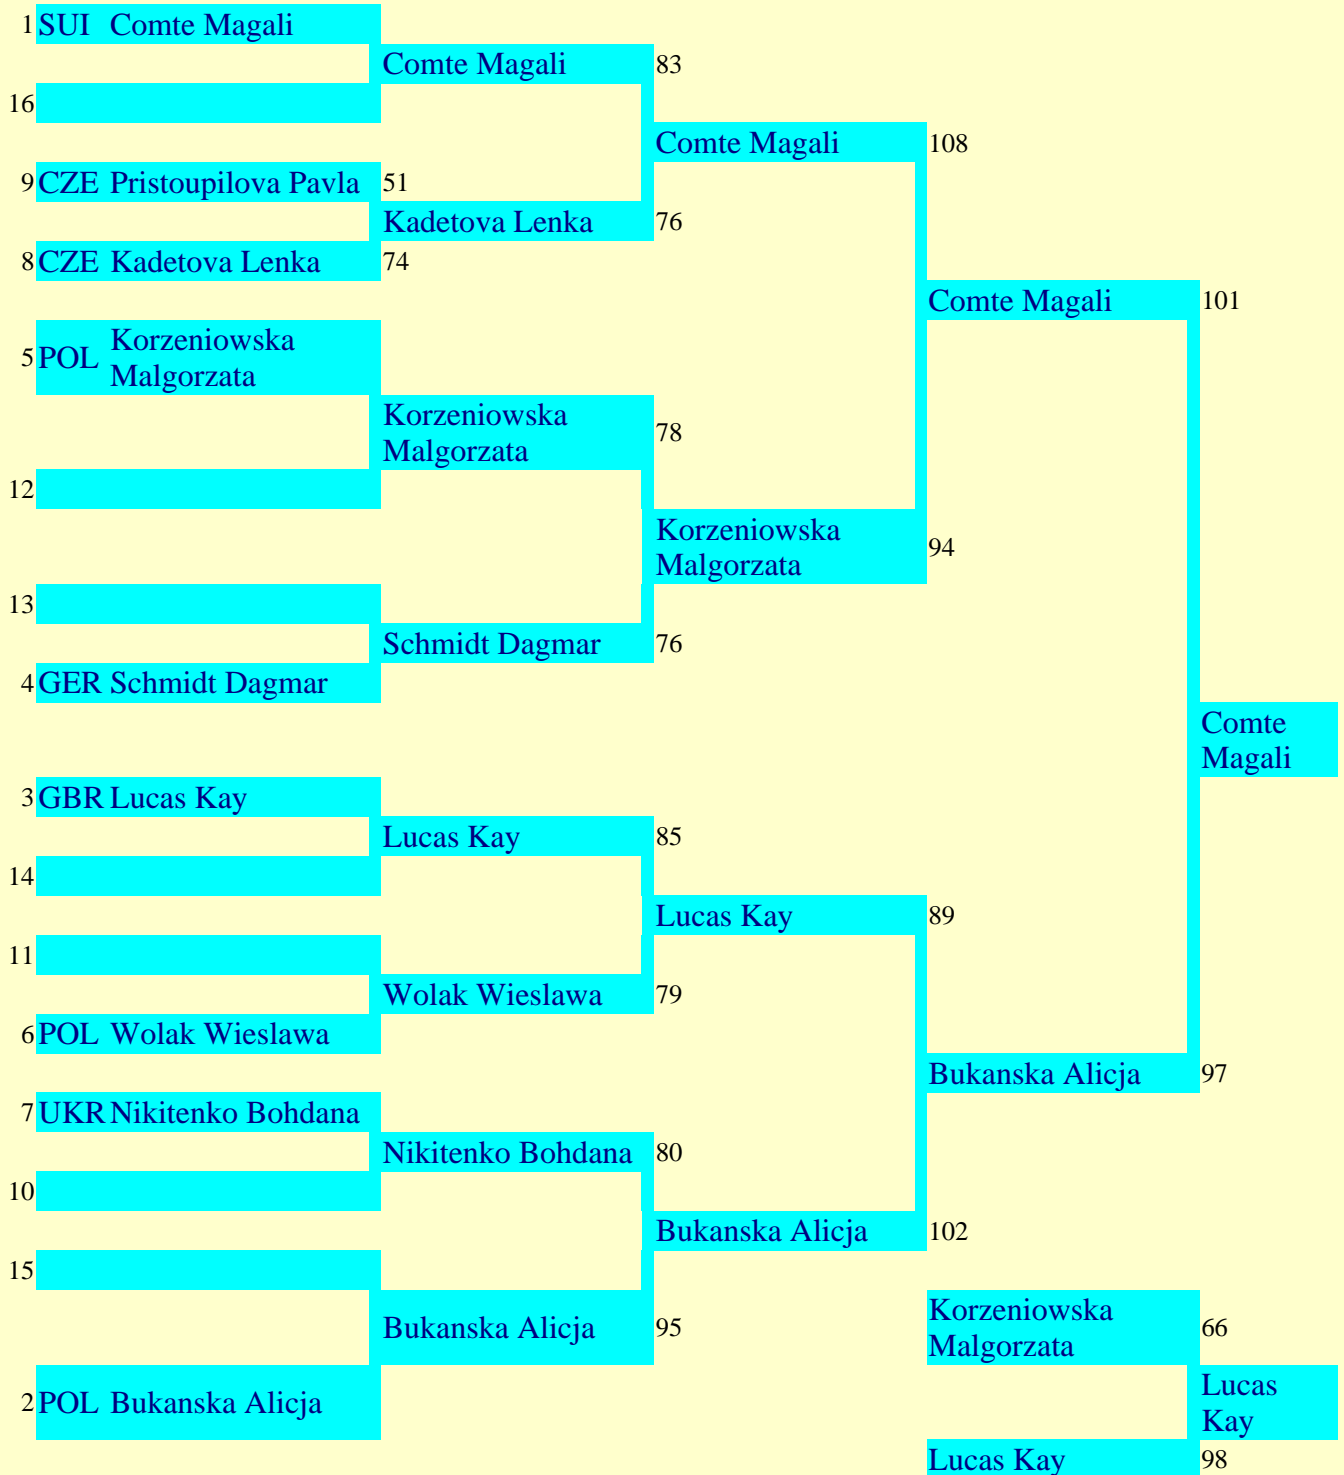 1 SUI Comte Magali
Comte Magali 83
16
Comte Magali 108
9 CZE Pristoupilova Pavla 51
Kadetova Lenka 76
8 CZE Kadetova Lenka 74
Comte Magali 101
5 POL Korzeniowska
Malgorzata
Korzeniowska
Malgorzata 78
12
Korzeniowska
Malgorzata 94
13
Schmidt Dagmar 76
4 GER Schmidt Dagmar
Comte
Magali
3 GBR Lucas Kay
Lucas Kay 85
14
Lucas Kay 89
11
Wolak Wieslawa 79
6 POL Wolak Wieslawa
Bukanska Alicja 97
7 UKR Nikitenko Bohdana
Nikitenko Bohdana 80
10
Bukanska Alicja 102
15
Korzeniowska
Malgorzata 66
Bukanska Alicja 95
Lucas
Kay
2 POL Bukanska Alicja
Lucas Kay 98